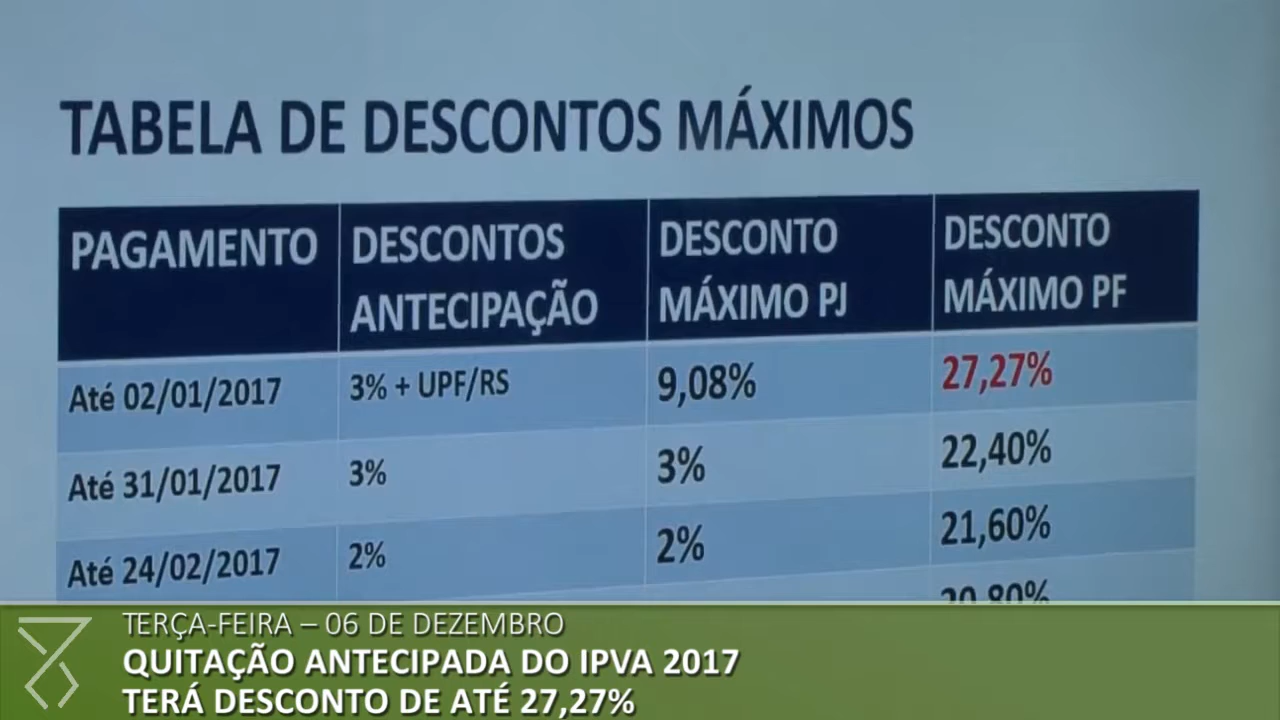 TABELA DE DESCONTOS MÁXIMOS
PAGAMENTO
DESCONTOS
ANTECIPAÇÃO
DESCONTO
MÁXIMO PJ
DESCONTO
MÁXIMO PF
Até 02/01/2017 3% + UPF/RS 9,08% 27,27%
Até 31/01/2017 3% 3% 22,40%
Até 24/02/2017 2% 2% 21,60%
20,80%
TERÇA-FEIRA – 06 DE DEZEMBRO
QUITAÇÃO ANTECIPADA DO IPVA 2017
TERÁ DESCONTO DE ATÉ 27,27%